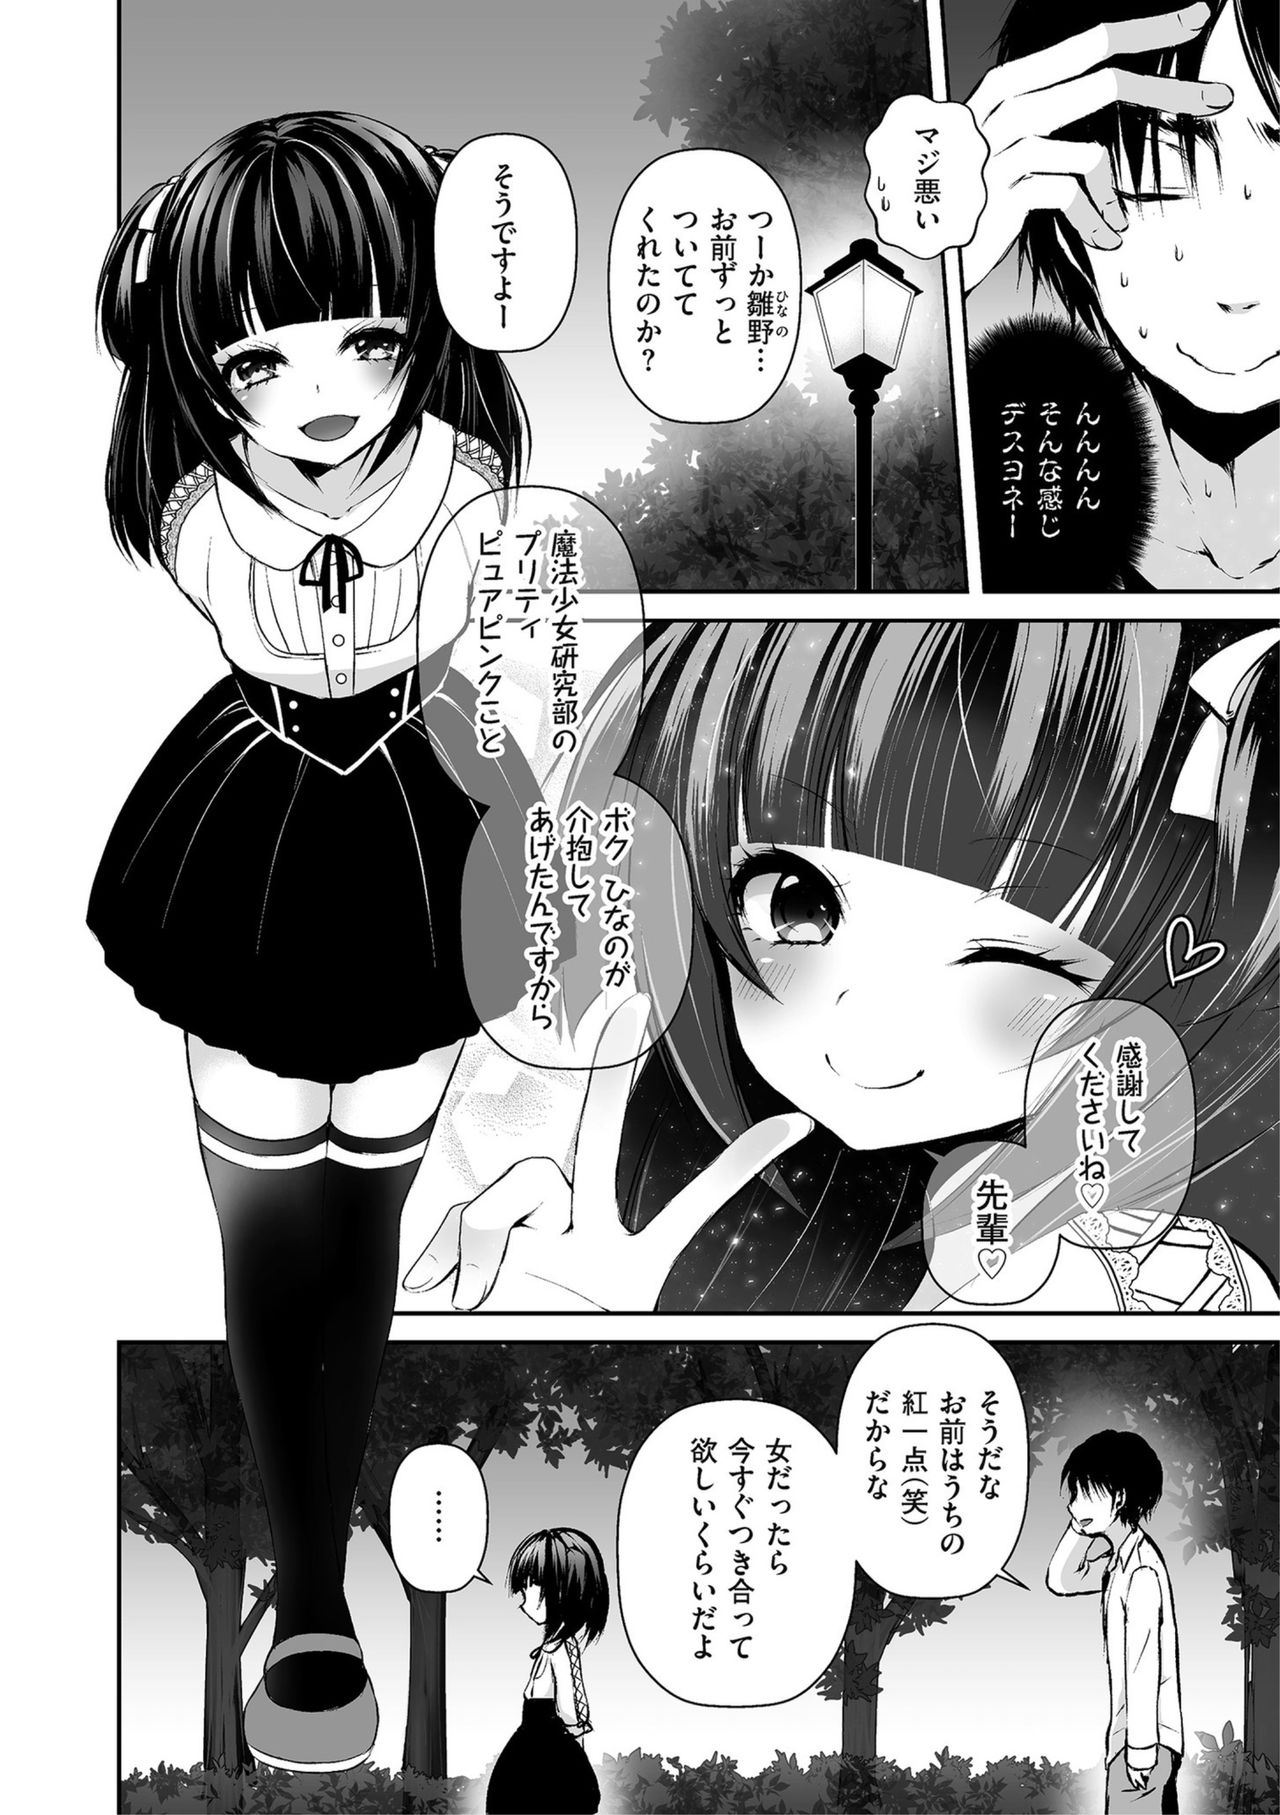 んんんん
そんな感じ
デスヨネー
マジ悪い
つーか雛野…
ひなの
お前ずっと
ついてて
くれたのか？
そうですよー
魔法少女研究部の
プリティ
ピュアピンクこと
ボク ひなのが
介抱して
あげたんですから
感謝して
くださいね♡
先輩♡
そうだな
お前はうちの
紅一点(笑)
だからな
女だったら
今すぐつき合って
欲しいくらいだよ
……